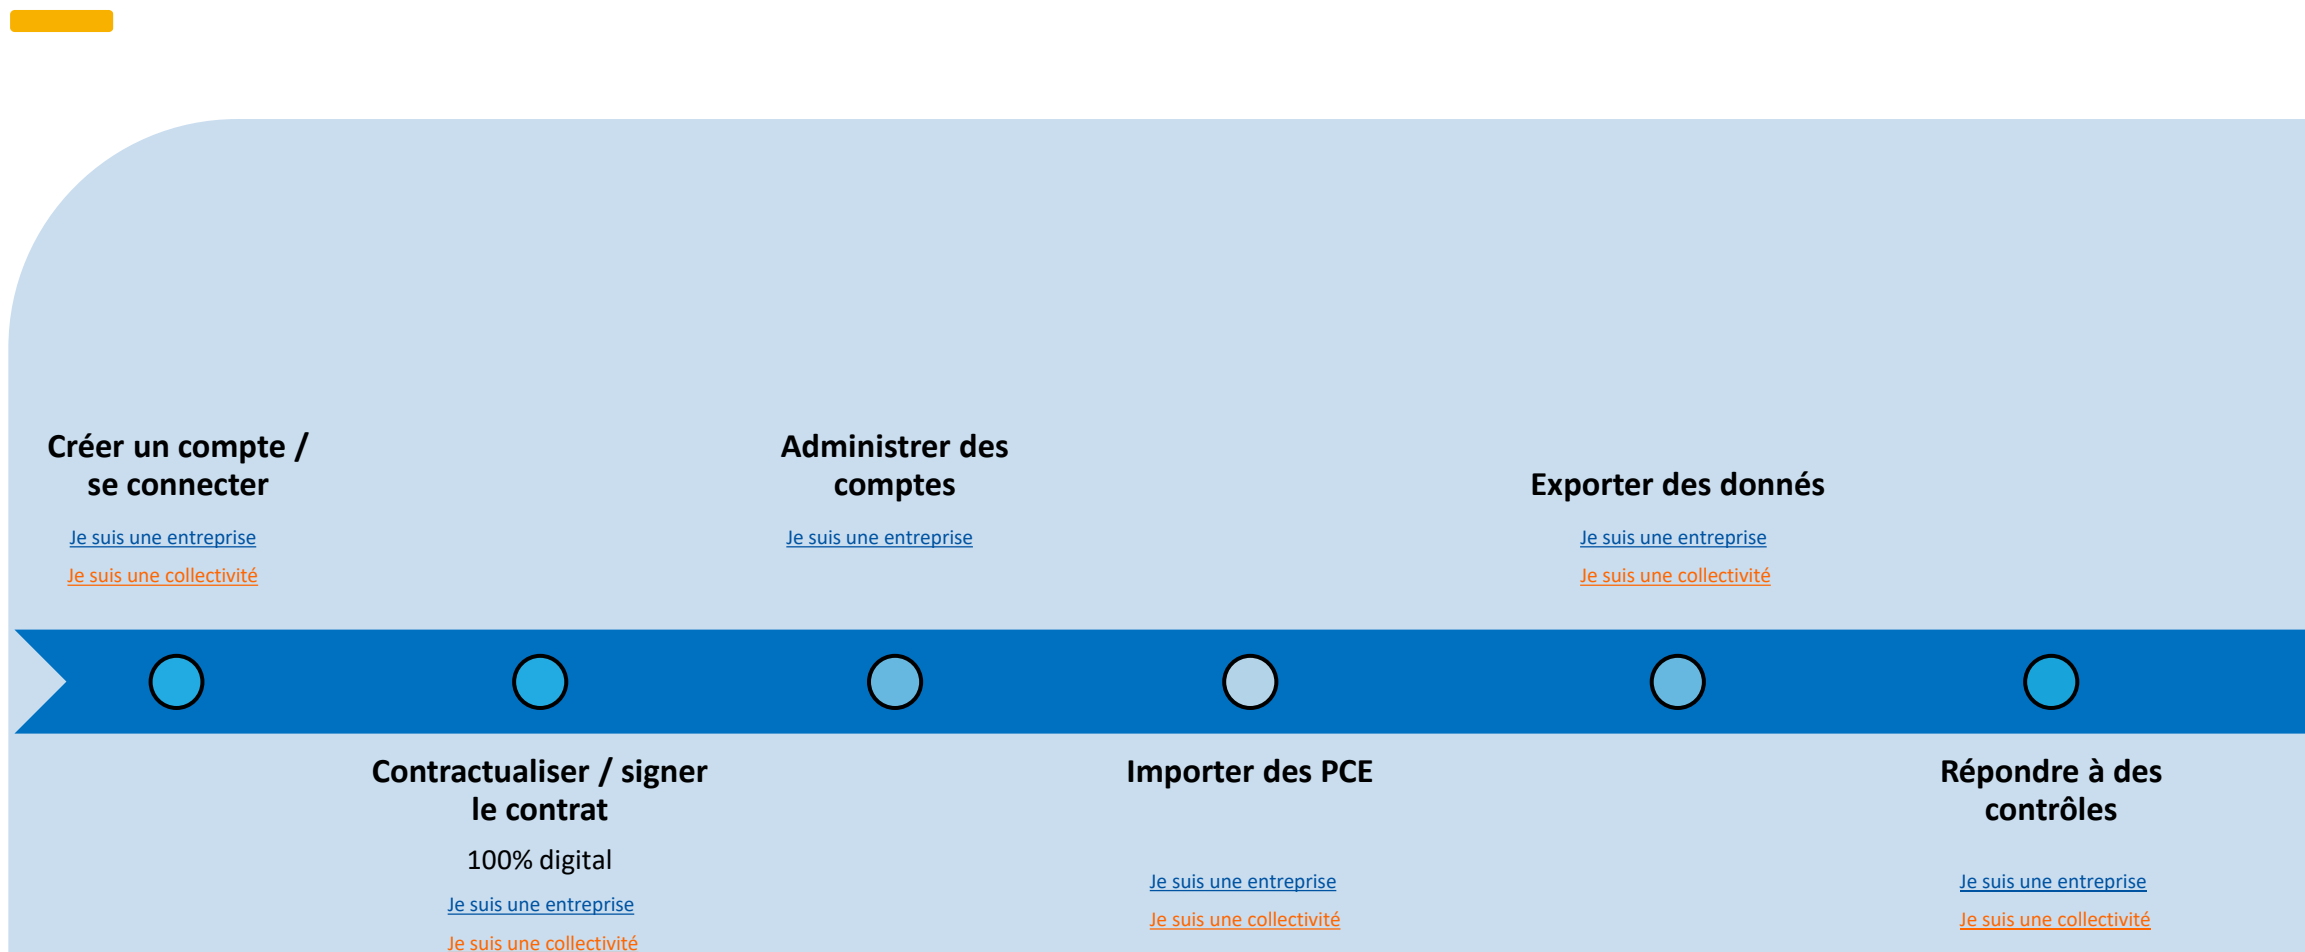 Créer un compte /
se connecter
Je suis une entreprise
Je suis une collectivité
Contractualiser / signer
le contrat
100% digital
Je suis une entreprise
Je suis une collectivité
Administrer des
comptes
Je suis une entreprise
Importer des PCE
Je suis une entreprise
Je suis une collectivité
Exporter des donnés
Je suis une entreprise
Je suis une collectivité
Répondre à des
contrôles
Je suis une entreprise
Je suis une collectivité